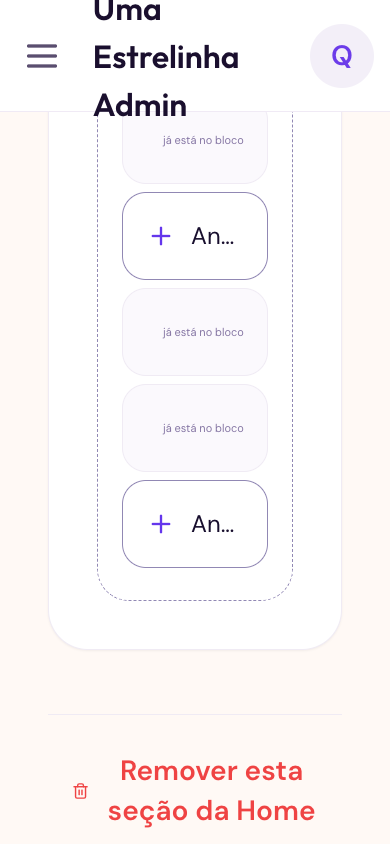 Uma
Estrelinha
Admin
Q
já está no bloco
An...
já está no bloco
já está no bloco
An...
Remover esta
seção da Home